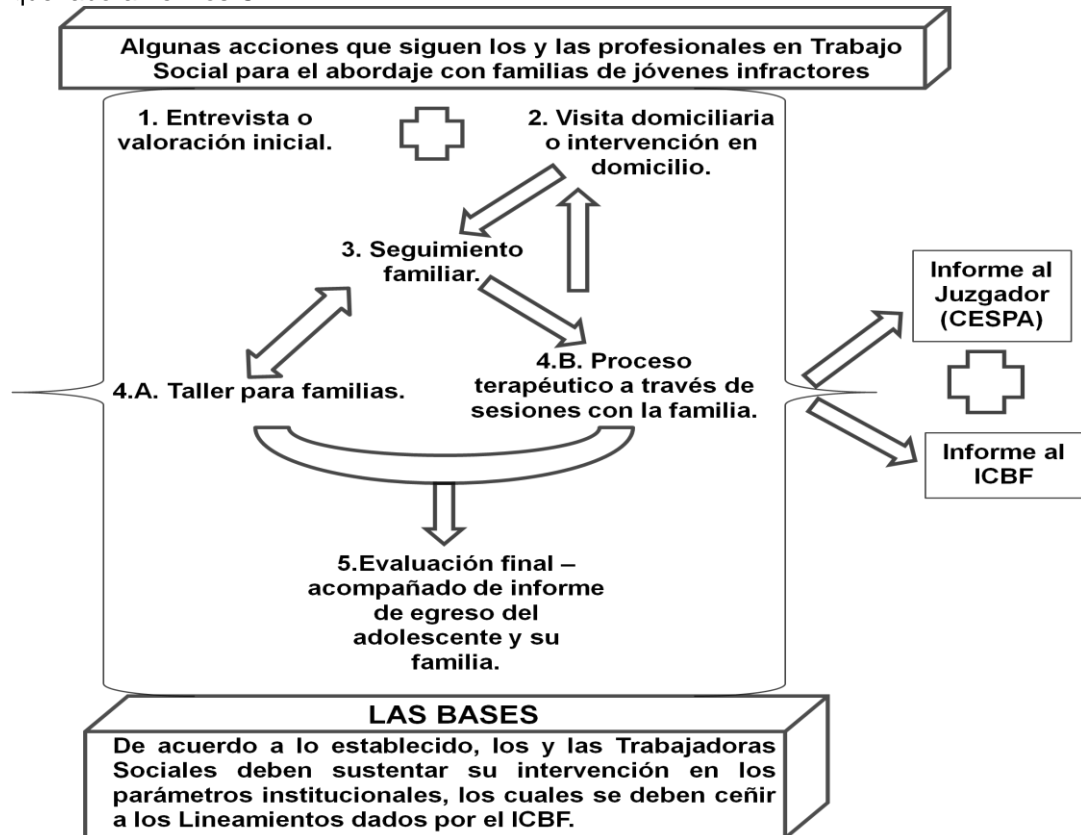 Algunas acciones que siguen los y las profesionales en Trabajo
Social para el abordaje con familias de jóvenes infractores
1. Entrevista o
valoración inicial.
2. Visita domiciliaria
o intervención en
domicilio.
3. Seguimiento
familiar.
4.A. Taller para familias.
4.B. Proceso
terapéutico a través de
sesiones con la familia.
5.Evaluación final –
acompañado de informe
de egreso del
adolescente y su
familia.
Informe al
Juzgador
(CESPA)
Informe al
ICBF
LAS BASES
De acuerdo a lo establecido, los y las Trabajadoras
Sociales deben sustentar su intervención en los
parámetros institucionales, los cuales se deben ceñir
a los Lineamientos dados por el ICBF.